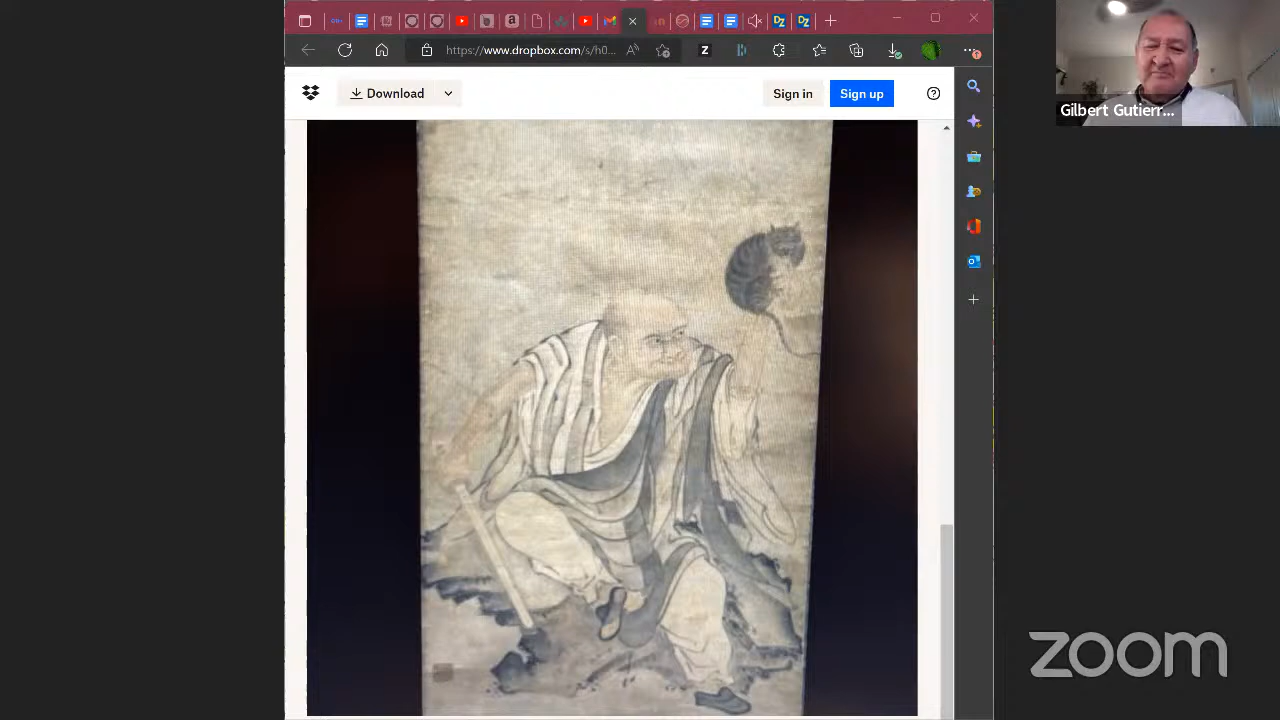 https://www.dropbox.com/s/h0...
Download
Sign in
Sign up
Gilbert Gutierr...
zoom